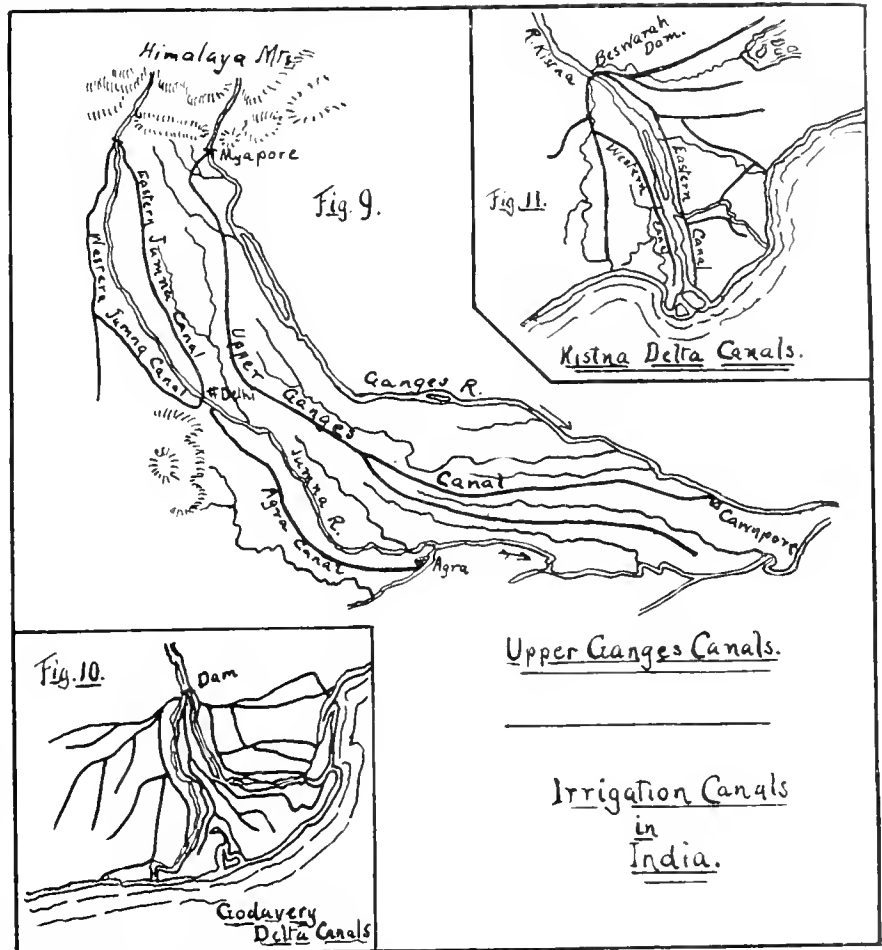 Himalaya Mts.
Myapore
Fig. 9.
Eastern Jumna Canal
Western Jumna Canal
Upper Ganges Canal
Ganges R.
#Delhi
Jumna R.
Agra Canal
Agra
Cawnpore
R. Kistna
Beswarah
Dam.
Fig. 11.
Western Canal
Eastern Canal
Kistna Delta Canals.
Upper Ganges Canals.
Fig. 10.
Dam
Godavery
Delta Canals
Irrigation Canals
in
India.